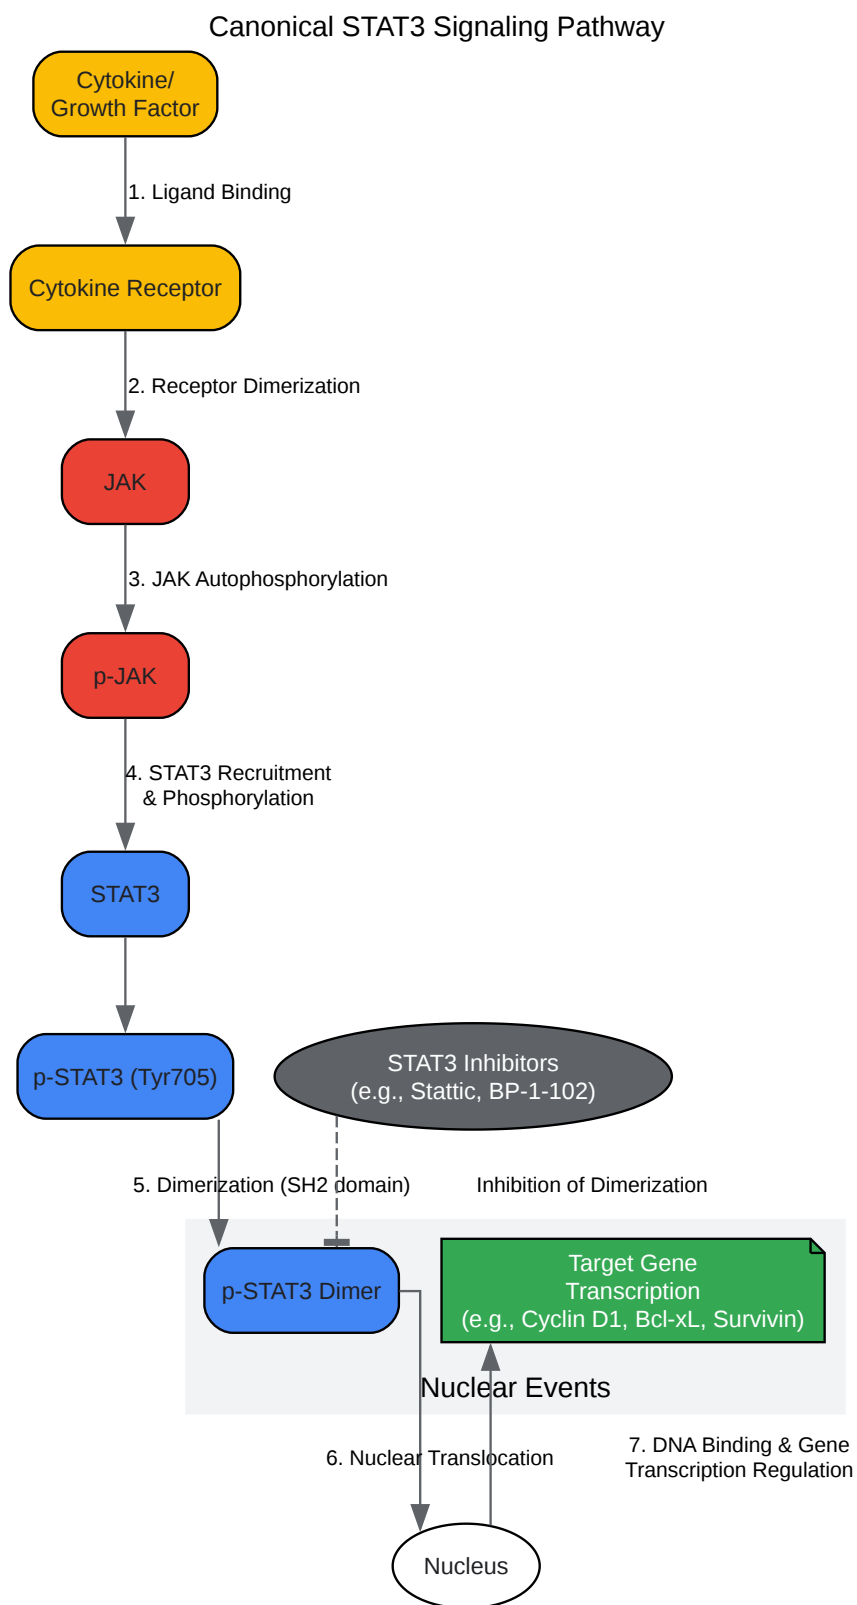 Canonical STAT3 Signaling Pathway
Cytokine/
Growth Factor
1. Ligand Binding
Cytokine Receptor
2. Receptor Dimerization
JAK
3. JAK Autophosphorylation
p-JAK
4. STAT3 Recruitment
& Phosphorylation
STAT3
p-STAT3 (Tyr705)
STAT3 Inhibitors
(e.g., Stattic, BP-1-102)
5. Dimerization (SH2 domain)
Inhibition of Dimerization
p-STAT3 Dimer
Target Gene
Transcription
(e.g., Cyclin D1, Bcl-xL, Survivin)
Nuclear Events
6. Nuclear Translocation
7. DNA Binding & Gene
Transcription Regulation
Nucleus